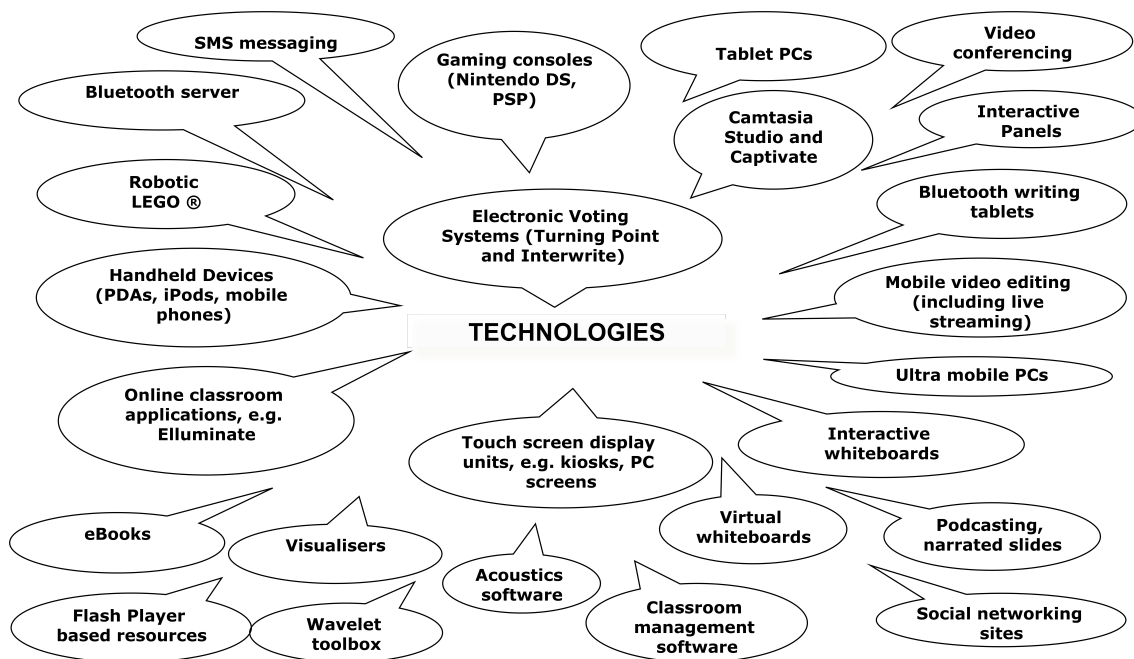 SMS messaging
Gaming consoles
(Nintendo DS,
PSP)
Tablet PCs
Video
conferencing
Bluetooth server
Camtasia
Studio and
Captivate
Interactive
Panels
Robotic
LEGO ®
Electronic Voting
Systems (Turning Point
and Interwrite)
Bluetooth writing
tablets
Handheld Devices
(PDAs, iPods, mobile
phones)
Mobile video editing
(including live
streaming)
TECHNOLOGIES
Ultra mobile PCs
Online classroom
applications, e.g.
Elluminate
Touch screen display
units, e.g. kiosks, PC
screens
Interactive
whiteboards
eBooks
Visualisers
Virtual
whiteboards
Podcasting,
narrated slides
Acoustics
software
Flash Player
based resources
Wavelet
toolbox
Classroom
management
software
Social networking
sites